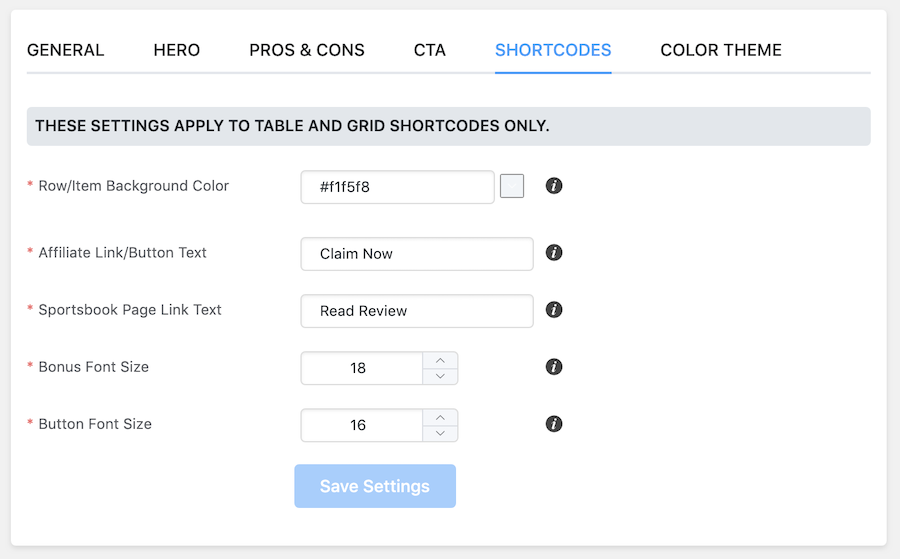 GENERAL HERO PROS & CONS CTA SHORTCODES COLOR THEME
THESE SETTINGS APPLY TO TABLE AND GRID SHORTCODES ONLY.
* Row/Item Background Color #f1f5f8 i
* Affiliate Link/Button Text Claim Now i
* Sportsbook Page Link Text Read Review i
* Bonus Font Size 18 i
* Button Font Size 16 i
Save Settings